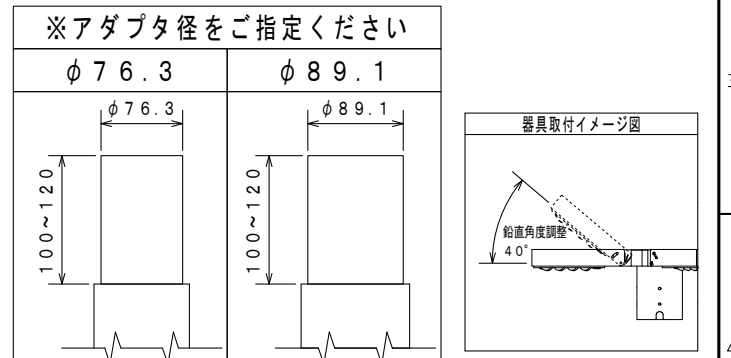 ※アダプタ径をご指定ください
φ76.3
φ89.1
φ76.3
100~120
φ89.1
100~120
器具取付イメージ図
鉛直角度調整
40°